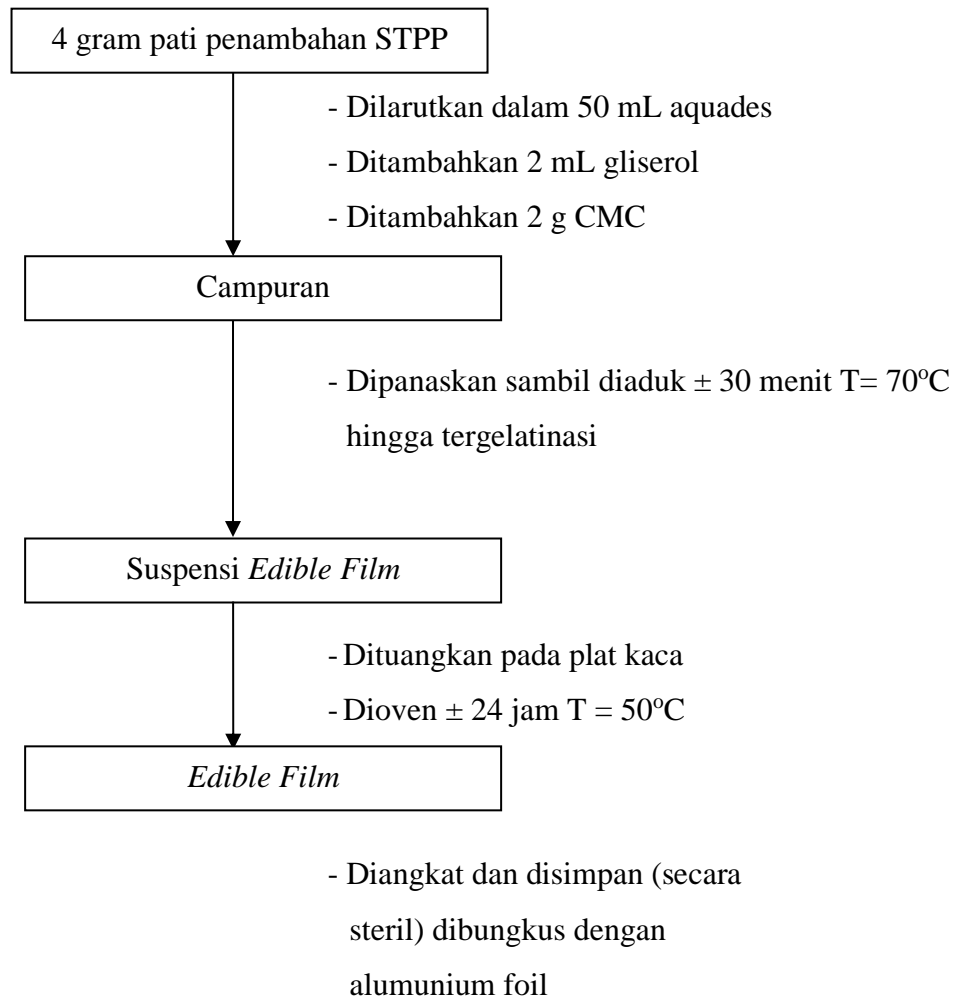 4 gram pati penambahan STPP
- Dilarutkan dalam 50 mL aquades
- Ditambahkan 2 mL gliserol
- Ditambahkan 2 g CMC
Campuran
- Dipanaskan sambil diaduk ± 30 menit T= 70°C
hingga tergelatinasi
Suspensi Edible Film
- Dituangkan pada plat kaca
- Dioven ± 24 jam T = 50°C
Edible Film
- Diangkat dan disimpan (secara
steril) dibungkus dengan
alumunium foil